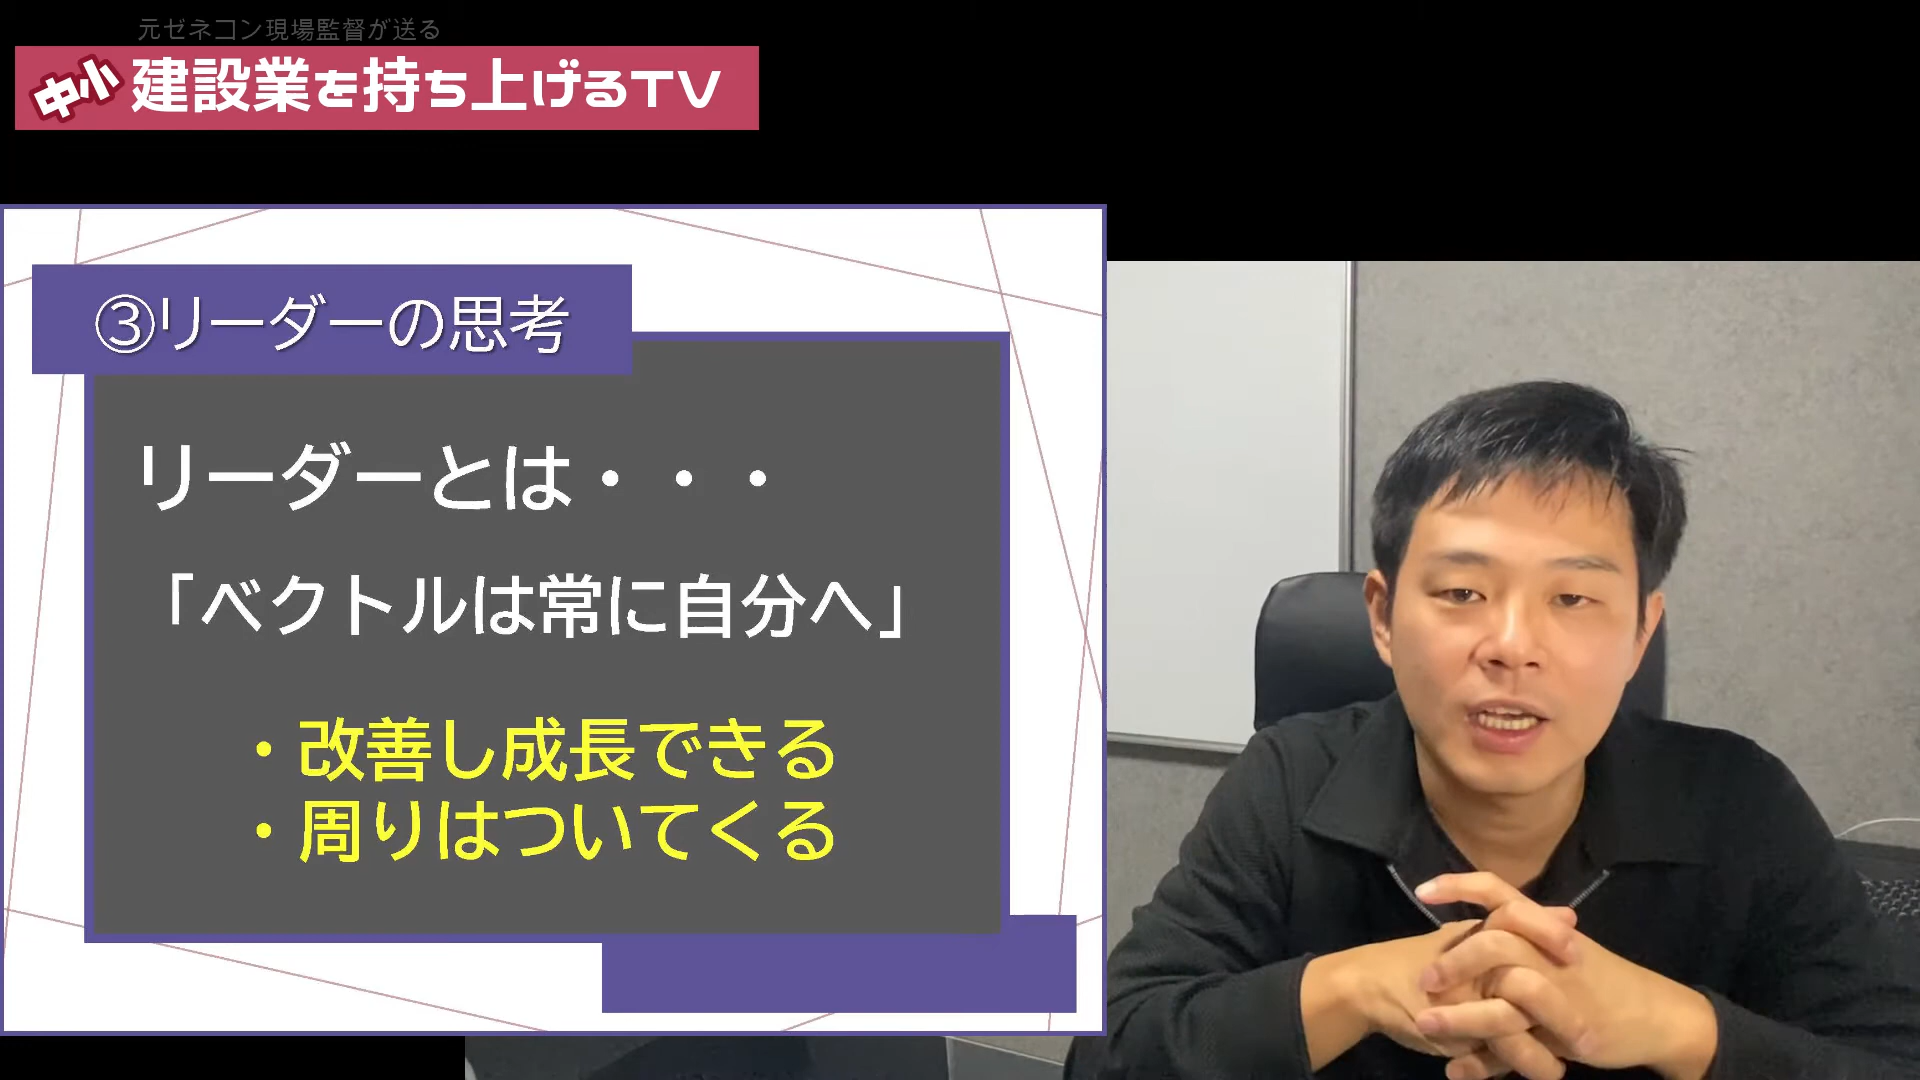 元ゼネコン現場監督が送る
中小建設業を持ち上げるTV
③リーダーの思考
リーダーとは・・・
「ベクトルは常に自分へ」
・改善し成長できる
・周りはついてくる